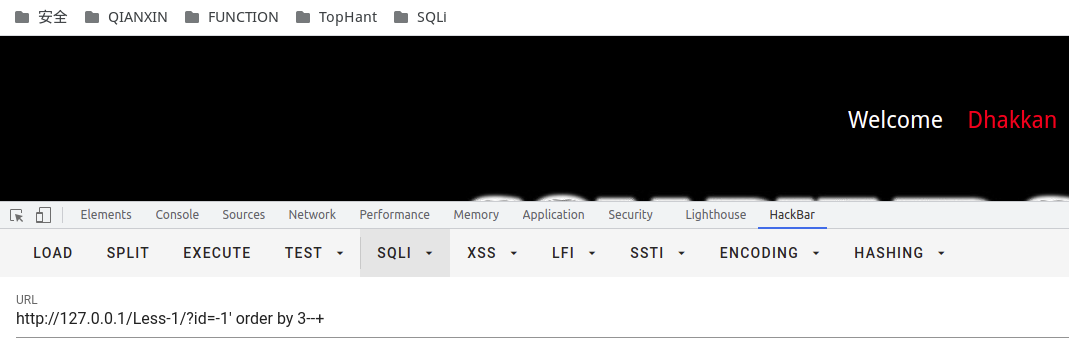 安全 QIANXIN FUNCTION TopHant SQLi
Welcome Dhakkan
Elements Console Sources Network Performance Memory Application Security Lighthouse HackBar
LOAD SPLIT EXECUTE TEST SQLI XSS LFI SSTI ENCODING HASHING
URL
http://127.0.0.1/Less-1/?id=-1' order by 3--+